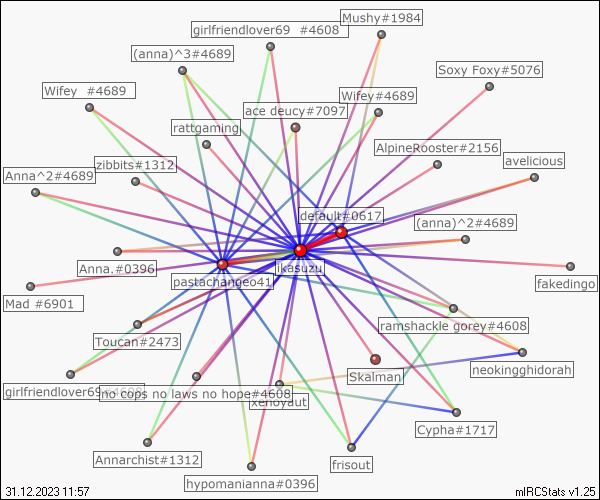 Mushy#1984
girlfriendlover69 #4608
(anna)^3#4689
Soxy Foxy#5076
Wifey #4689
Wifey#4689
ace deucy#7097
rattgaming
AlpineRooster#2156
avelicious
zibbits#1312
Anna^2#4689
default#0617
(anna)^2#4689
Anna.#0396
jkasuzu
fakedingo
pastachangeo41
Mad #6901
ramshackle gorey#4608
Toucan#2473
neokingghidorah
Skalman
girlfriendlover69
no cops no laws no hope#4608
xenoyaut
Cypha#1717
Annarchist#1312
frisout
hypomanianna#0396
31.12.2023 11:57
mIRCStats v1.25